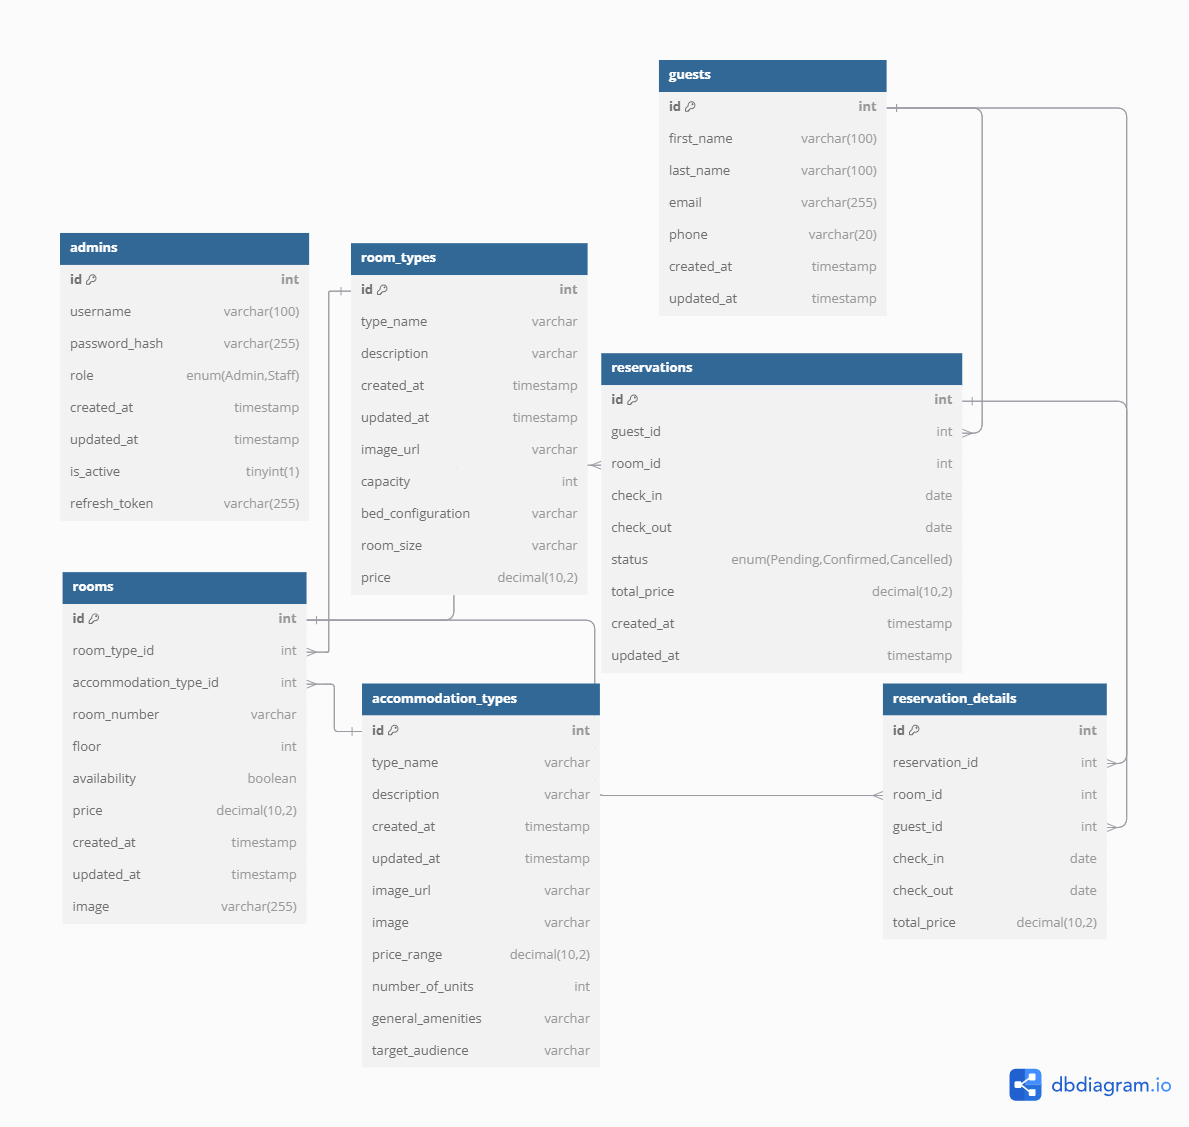 guests
id int
first_name varchar(100)
last_name varchar(100)
email varchar(255)
phone varchar(20)
created_at timestamp
updated_at timestamp
admins
id int
username varchar(100)
password_hash varchar(255)
role enum(Admin,Staff)
created_at timestamp
updated_at timestamp
is_active tinyint(1)
refresh_token varchar(255)
room_types
id int
type_name varchar
description varchar
created_at timestamp
updated_at timestamp
image_url varchar
capacity int
bed_configuration varchar
room_size varchar
price decimal(10,2)
reservations
id int
guest_id int
room_id int
check_in date
check_out date
status enum(Pending,Confirmed,Cancelled)
total_price decimal(10,2)
created_at timestamp
updated_at timestamp
rooms
id int
room_type_id int
accommodation_type_id int
room_number varchar
floor int
availability boolean
price decimal(10,2)
created_at timestamp
updated_at timestamp
image varchar(255)
accommodation_types
id int
type_name varchar
description varchar
created_at timestamp
updated_at timestamp
image_url varchar
image varchar
price_range decimal(10,2)
number_of_units int
general_amenities varchar
target_audience varchar
reservation_details
id int
reservation_id int
room_id int
guest_id int
check_in date
check_out date
total_price decimal(10,2)
dbdiagram.io